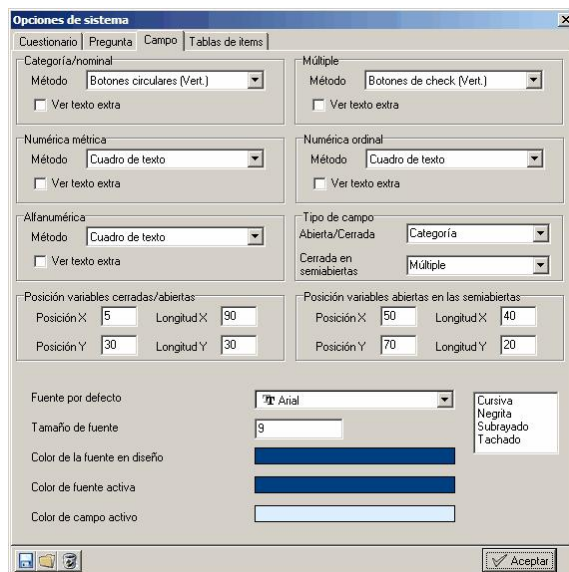 Opciones de sistema
Cuestionario Pregunta Campo Tablas de items
Categoría/nominal
Método Botones circulares (Vert.)
Ver texto extra
Múltiple
Método Botones de check (Vert.)
Ver texto extra
Numérica métrica
Método Cuadro de texto
Ver texto extra
Numérica ordinal
Método Cuadro de texto
Ver texto extra
Alfanumérica
Método Cuadro de texto
Ver texto extra
Tipo de campo
Abierta/Cerrada Categoría
Cerrada en
semiabiertas Múltiple
Posición variables cerradas/abiertas
Posición X 5 Longitud X 90
Posición Y 30 Longitud Y 30
Posición variables abiertas en las semiabiertas
Posición X 50 Longitud X 40
Posición Y 70 Longitud Y 20
Fuente por defecto Arial
Tamaño de fuente 9
Color de la fuente en diseño
Color de fuente activa
Color de campo activo
Cursiva
Negrita
Subrayado
Tachado
Aceptar